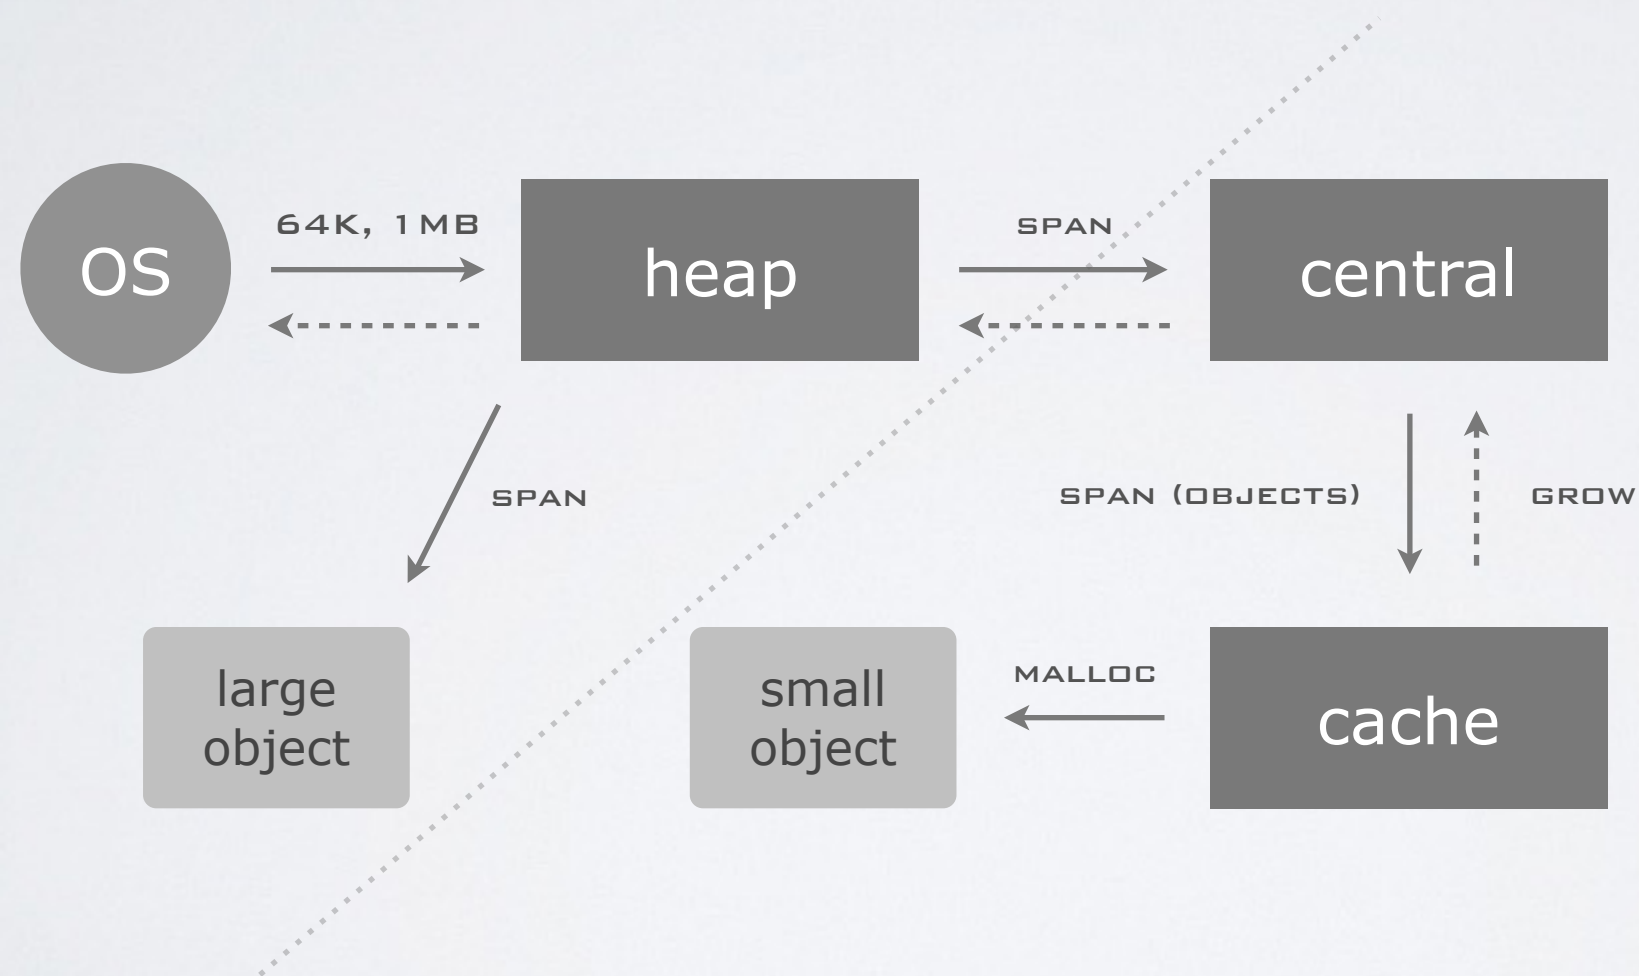 OS
64K, 1MB
heap
SPAN
central
SPAN
SPAN (OBJECTS)
GROW
large
object
small
object
MALLOC
cache